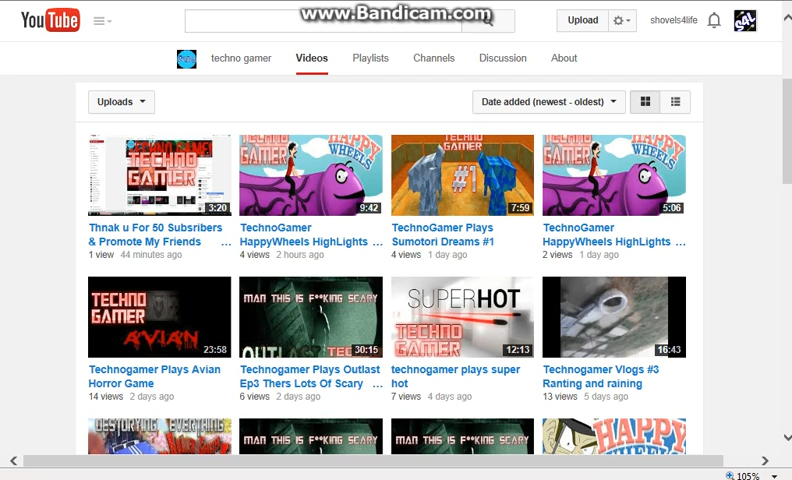 www.Bandicam.com
YouTube
Upload
shovels4life
S4L
techno gamer
Videos
Playlists
Channels
Discussion
About
Uploads
Date added (newest - oldest)
TECHNO GAMER
3:20
HAPPY WHEELS
9:42
TECHNO GAMER
#1
7:59
HAPPY WHEELS
5:06
Thnak u For 50 Subsribers
& Promote My Friends ...
1 view 44 minutes ago
TechnoGamer
HappyWheels HighLights ...
4 views 2 hours ago
TechnoGamer Plays
Sumotori Dreams #1
4 views 1 day ago
TechnoGamer
HappyWheels HighLights ...
2 views 1 day ago
TECHNO
GAMER
AVIAN
23:58
MAN THIS IS F**KING SCARY
OUTLAST
30:15
SUPERHOT
TECHNO
GAMER
12:13
16:43
Technogamer Plays Avian
Horror Game
14 views 2 days ago
Technogamer Plays Outlast
Ep3 Thers Lots Of Scary ...
6 views 2 days ago
technogamer plays super
hot
7 views 4 days ago
Technogamer Vlogs #3
Ranting and raining
13 views 5 days ago
DESTORYING EVERYTHING
MAN THIS IS F**KING SCARY
MAN THIS IS F**KING SCARY
HAPPY
105%